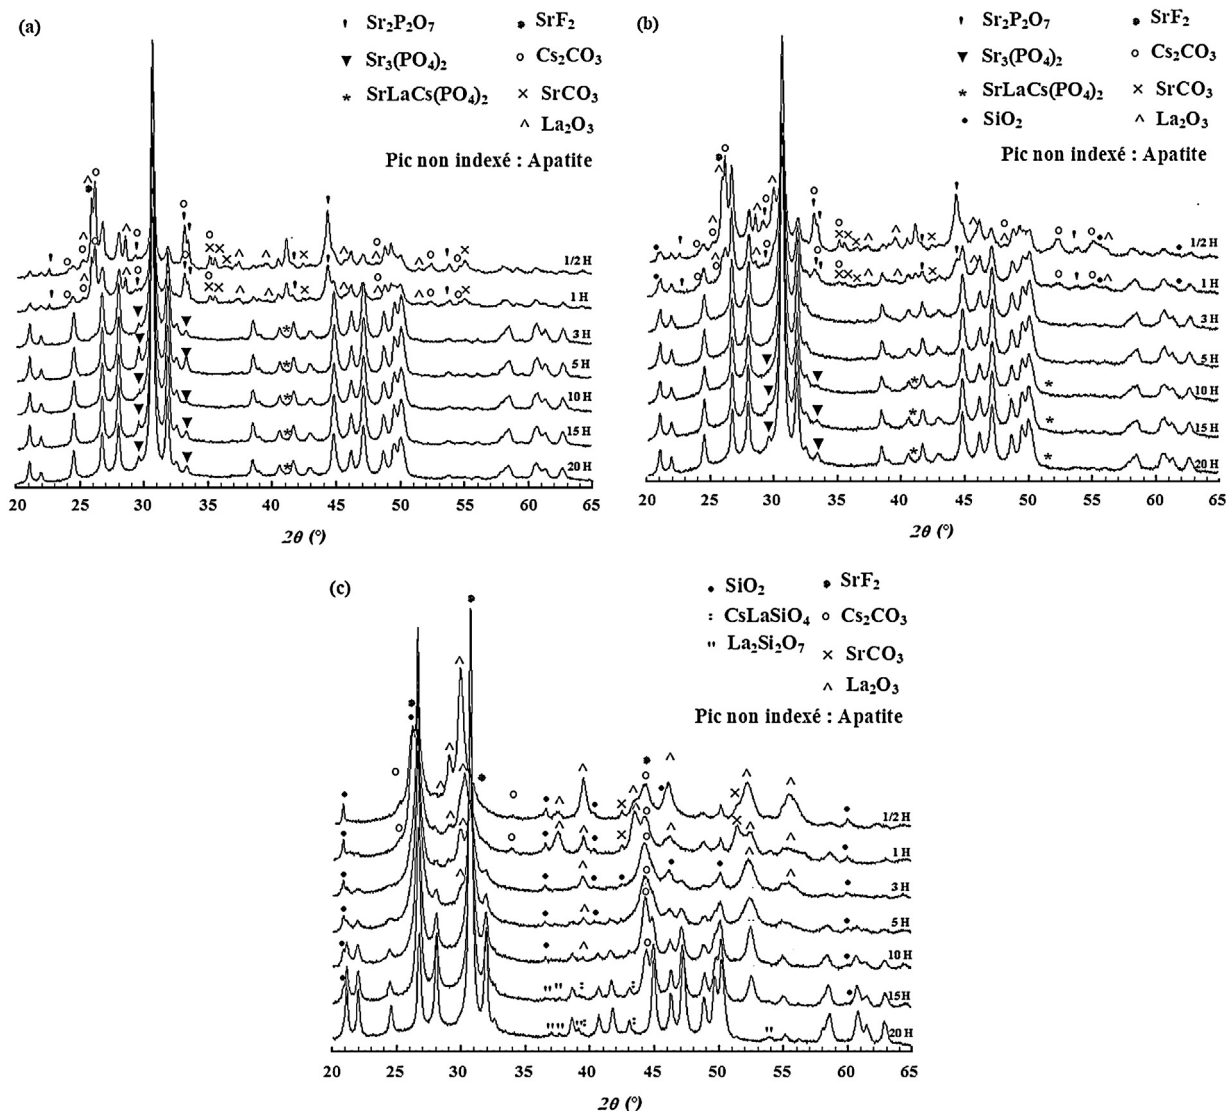 (a)
Sr2P2O7
SrF2
Sr3(PO4)2
Cs2CO3
SrLaCs(PO4)2
SrCO3
La2O3
Pic non indexé : Apatite
1/2 H
1 H
3 H
5 H
10 H
15 H
20 H
20 25 30 35 40 45 50 55 60 65
2θ (°)
(b)
Sr2P2O7
SrF2
Sr3(PO4)2
Cs2CO3
SrLaCs(PO4)2
SrCO3
SiO2
La2O3
Pic non indexé : Apatite
1/2 H
1 H
3 H
5 H
10 H
15 H
20 H
20 25 30 35 40 45 50 55 60 65
2θ (°)
(c)
SiO2
SrF2
CsLaSiO4
Cs2CO3
La2Si2O7
SrCO3
La2O3
Pic non indexé : Apatite
1/2 H
1 H
3 H
5 H
10 H
15H
20 H
20 25 30 35 40 45 50 55 60 65
2θ (°)